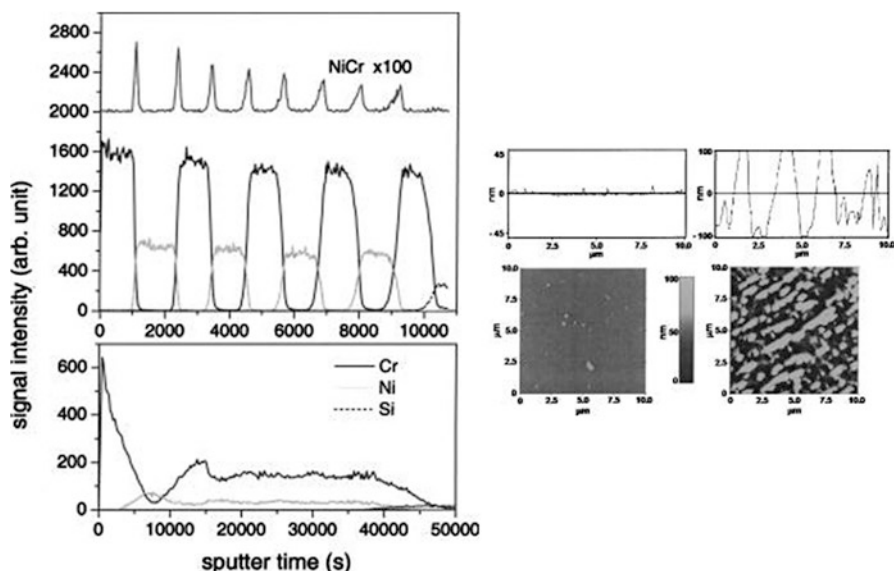 signal intensity (arb. unit)
2800
2400
2000
NiCr x100
1600
1200
800
400
0
0 2000 4000 6000 8000 10000
600
400
200
0
Cr
Ni
Si
0 10000 20000 30000 40000 50000
sputter time (s)
45
nm
0
-45
0 2.5 5.0 7.5 10.0
μm
100
nm
0
-100
0 2.5 5.0 7.5 10.0
μm
10.0
7.5
μm
5.0
2.5
0
0 2.5 5.0 7.5 10.0
μm
100
nm
50
0
10.0
7.5
μm
5.0
2.5
0
0 2.5 5.0 7.5 10.0
μm